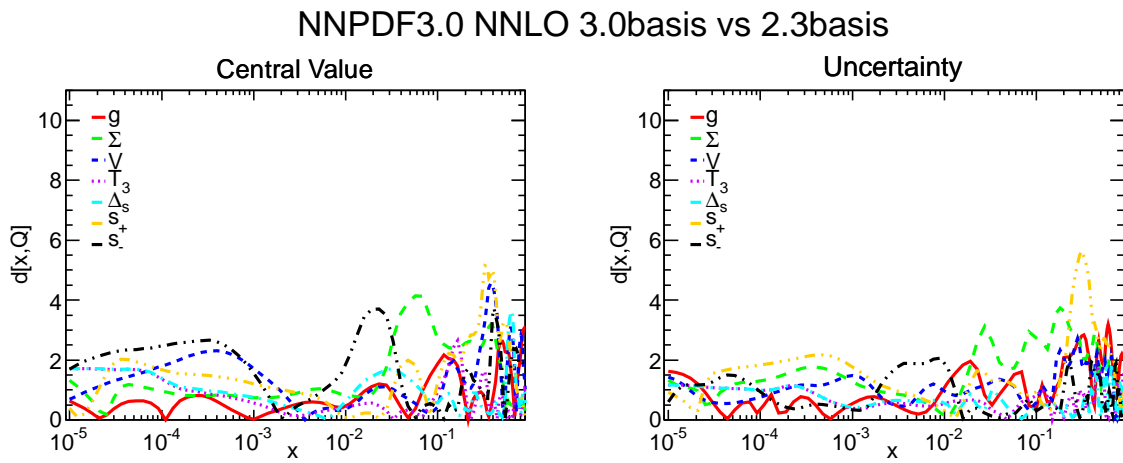 NNPDF3.0 NNLO 3.0basis vs 2.3basis
Central Value
d[x,Q]
10
8
6
4
2
0
g
Σ
V
T3
Δs
s+
s-
10^-5
10^-4
10^-3
10^-2
10^-1
x
Uncertainty
d[x,Q]
10
8
6
4
2
0
g
Σ
V
T3
Δs
s+
s-
10^-5
10^-4
10^-3
10^-2
10^-1
x